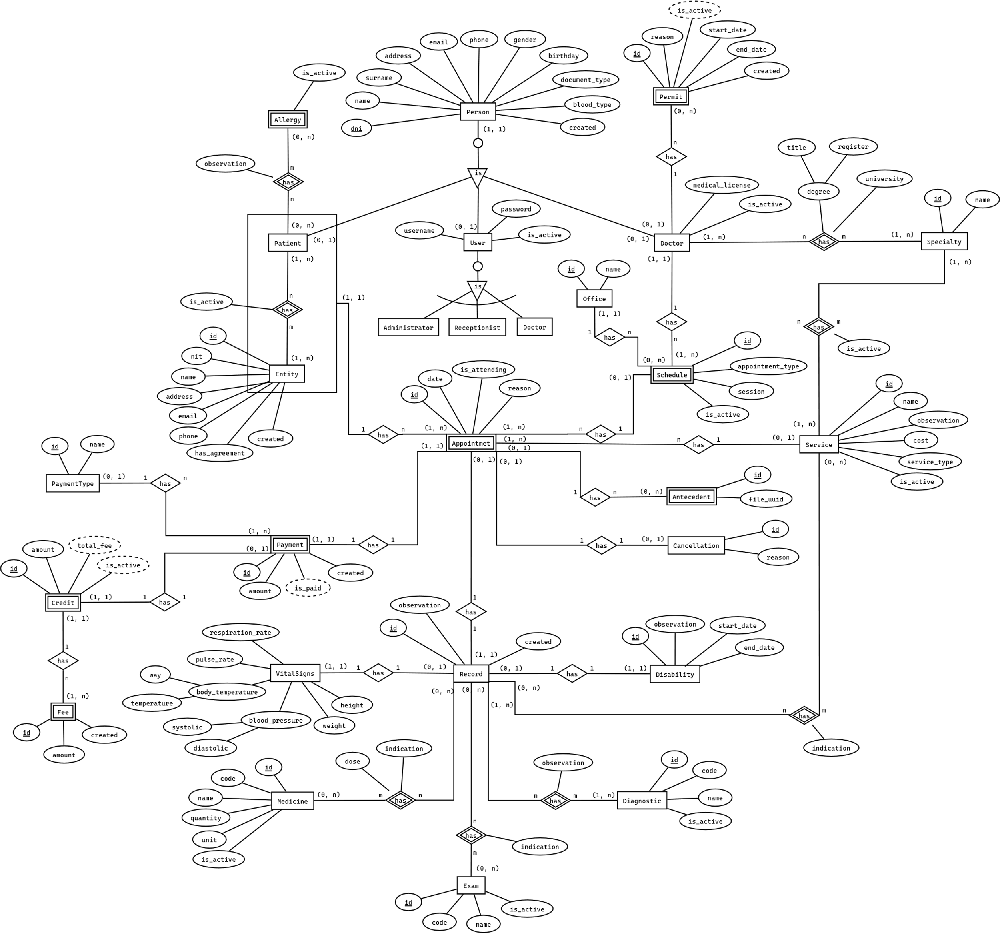 is_active
reason
start_date
id
end_date
created
Permit
(0, n)
n
has
1
email
phone
gender
address
birthday
surname
document_type
name
blood_type
dni
created
Person
(1, 1)
is
is_active
Allergy
(0, n)
observation
m
has
n
(0, n)
Patient
(0, 1)
(1, n)
n
is_active
has
m
(1, n)
Entity
id
nit
name
address
email
phone
has_agreement
created
(1, 1)
password
(0, 1)
username
is_active
User
is
Administrator
Receptionist
Doctor
medical_license
is_active
(0, 1)
(0, 1)
Doctor
(1, n)
(1, 1)
title
register
degree
university
n
has
m
(1, n)
id
name
Specialty
(1, n)
n
has
m
is_active
id
name
Office
(1, 1)
1
has
n
(0, n)
1
has
n
(1, n)
Schedule
(0, 1)
id
appointment_type
session
is_active
id
name
observation
cost
service_type
is_active
(1, n)
Service
(0, 1)
(0, n)
date
is_attending
id
reason
1
has
n
(1, n)
Appointmet
(1, n)
n
has
1
(1, n)
n
has
1
(0, 1)
(1, 1)
(0, 1)
(0, 1)
1
has
n
(0, n)
Antecedent
id
file_uuid
1
has
1
(0, 1)
Cancellation
id
reason
id
name
PaymentType
(0, 1)
1
has
n
(1, n)
Payment
(1, 1)
1
has
1
(0, 1)
id
amount
is_paid
created
amount
total_fee
is_active
id
Credit
(1, 1)
1
has
1
(1, 1)
1
has
n
(1, n)
Fee
id
amount
created
1
has
1
(1, 1)
observation
id
created
Record
respiration_rate
pulse_rate
way
body_temperature
temperature
VitalSigns
(1, 1)
1
has
1
(0, 1)
height
weight
blood_pressure
systolic
diastolic
(0, 1)
1
has
1
(1, 1)
Disability
id
observation
start_date
end_date
(0, n)
(0, n)
(1, n)
(0, n)
n
has
m
indication
id
code
name
quantity
unit
is_active
Medicine
(0, n)
m
has
n
dose
indication
observation
n
has
m
(1, n)
Diagnostic
id
code
name
is_active
n
has
m
indication
(0, n)
Exam
id
code
name
is_active